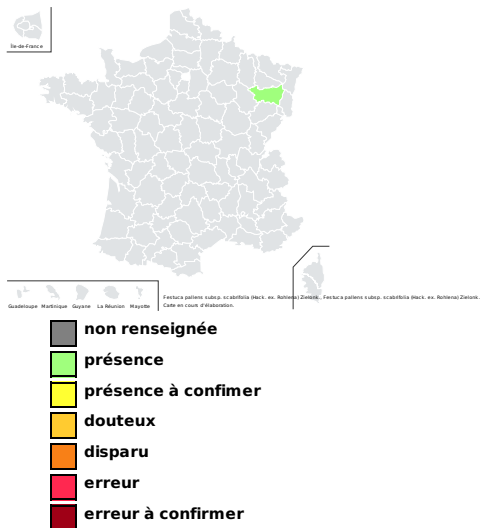 Île-de-France
Guadeloupe Martinique Guyane La Réunion Mayotte
Festuca pallens subsp. scabrifolia (Hack. ex. Rohlena) Zielonk., Festuca pallens subsp. scabrifolia (Hack. ex. Rohlena) Zielonk.
Carte en cours d'élaboration.
non renseignée
présence
présence à confimer
douteux
disparu
erreur
erreur à confirmer